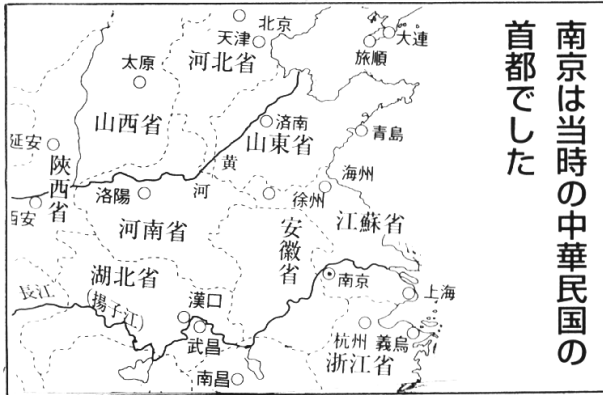 南京は当時の中華民国の
首都でした
北京
天津
大連
旅順
河北省
太原
山西省
済南
山東省
青島
延安
陝西省
黄河
海州
徐州
洛陽
西安
江蘇省
河南省
安徽省
湖北省
南京
長江
(揚子江)
漢口
上海
武昌
杭州
義烏
浙江省
南昌